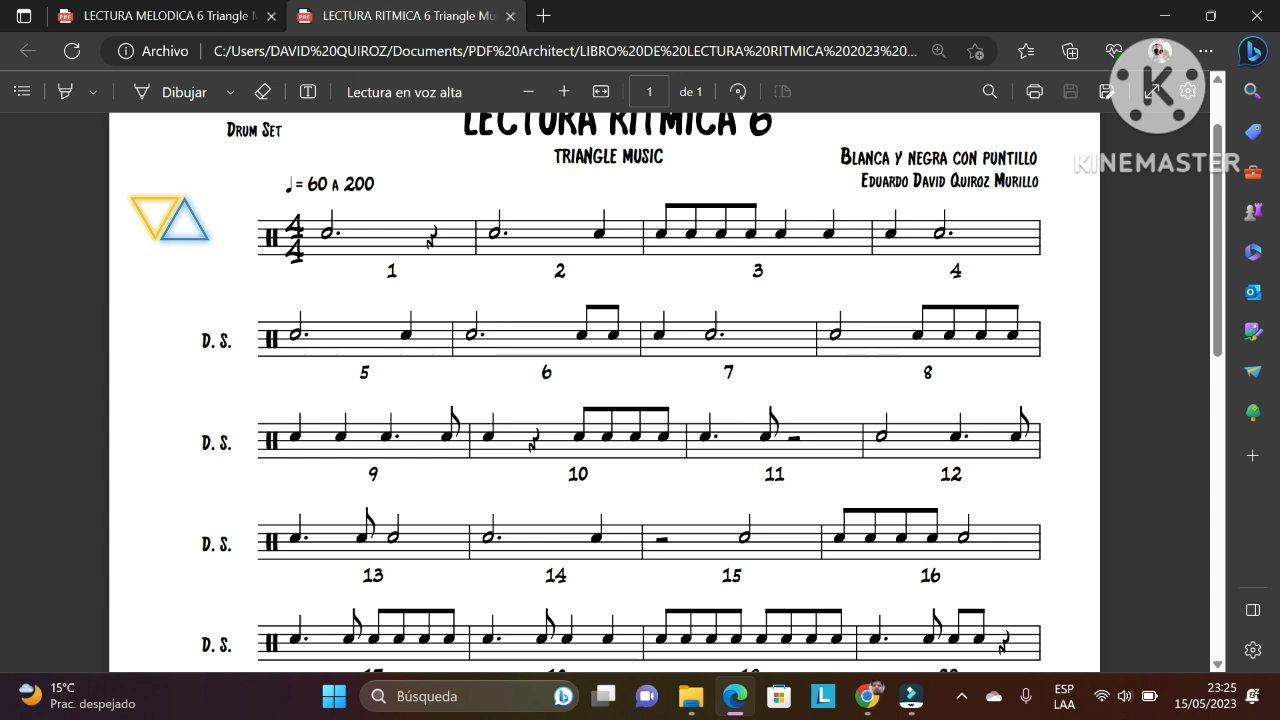 LECTURA MELODICA 6 Triangle M
LECTURA RITMICA 6 Triangle Mu
Archivo
C:/Users/DAVID%20QUIROZ/Documents/PDF%20Architect/LIBRO%20DE%20LECTURA%20RITMICA%202023%20...
Dibujar
Lectura en voz alta
1
de 1
KINEMASTER
LECTURA RITMICA 6
DRUM SET
TRIANGLE MUSIC
BLANCA Y NEGRA CON PUNTILLO
EDUARDO DAVID QUIROZ MURILLO
= 60 A 200
4
4
1 2 3 4
D. S.
5 6 7 8
D. S.
9 10 11 12
D. S.
13 14 15 16
D. S.
15°C
Prac. despejado
Búsqueda
ESP
LAA
23:25
15/05/2023